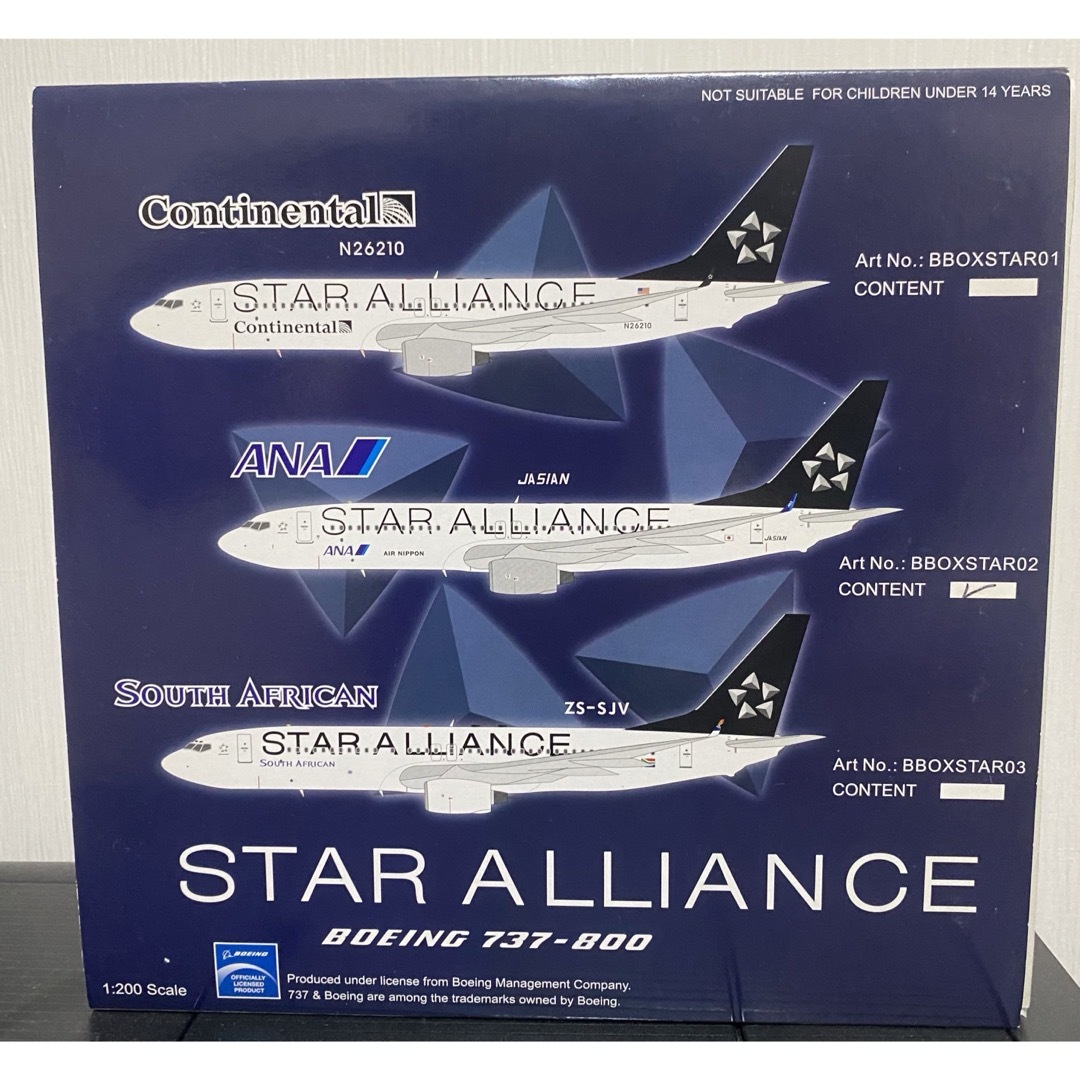 NOT SUITABLE FOR CHILDREN UNDER 14 YEARS
Continental
N26210
Art No.: BBOXSTAR01
CONTENT
STAR ALLIANCE
Continental
N26210
ANA
JA51AN
STAR ALLIANCE
ANA AIR NIPPON
JA51AN
Art No.: BBOXSTAR02
CONTENT
SOUTH AFRICAN
ZS-SJV
STAR ALLIANCE
SOUTH AFRICAN
Art No.: BBOXSTAR03
CONTENT
STAR ALLIANCE
BOEING 737-800
BOEING
OFFICIALLY
LICENSED
PRODUCT
1:200 Scale
Produced under license from Boeing Management Company.
737 & Boeing are among the trademarks owned by Boeing.